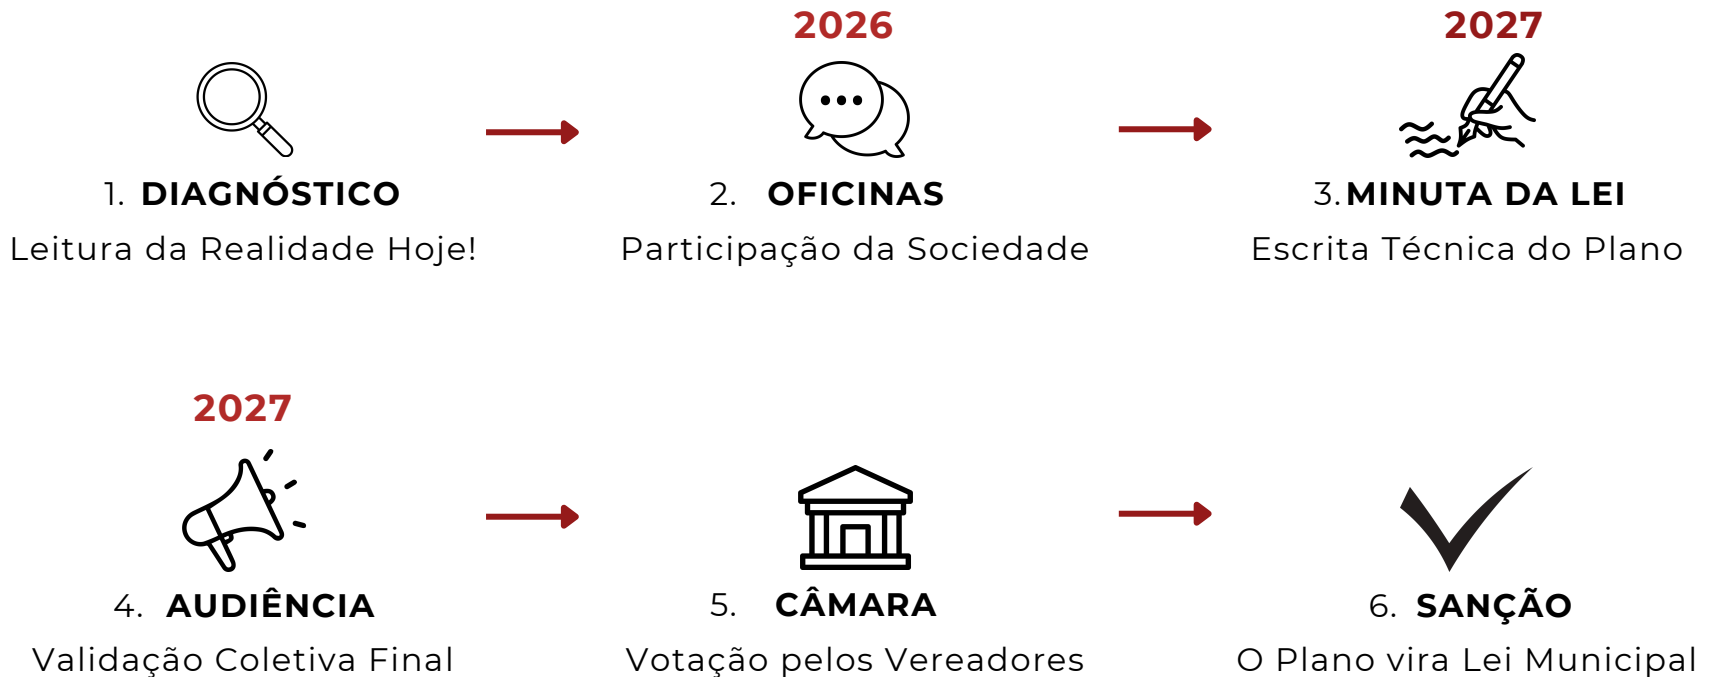 2026
2027
1. DIAGNÓSTICO
2. OFICINAS
3. MINUTA DA LEI
Leitura da Realidade Hoje!
Participação da Sociedade
Escrita Técnica do Plano
2027
4. AUDIÊNCIA
5. CÂMARA
6. SANÇÃO
Validação Coletiva Final
Votação pelos Vereadores
O Plano vira Lei Municipal